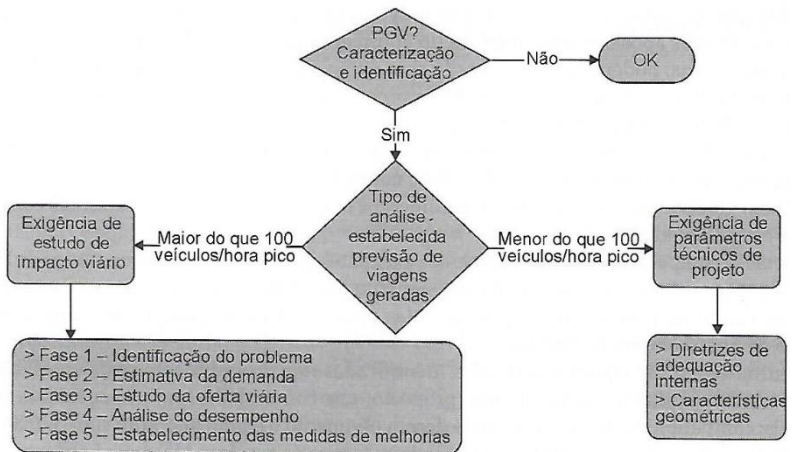 PGV?
Caracterização
e identificação
Não
OK
Sim
Tipo de
análise -
estabelecida
previsão de
viagens
geradas
Maior do que 100
veículos/hora pico
Menor do que 100
veículos/hora pico
Exigência de
estudo de
impacto viário
Exigência de
parâmetros
técnicos de
projeto
> Fase 1 – Identificação do problema
> Fase 2 – Estimativa da demanda
> Fase 3 – Estudo da oferta viária
> Fase 4 – Análise do desempenho
> Fase 5 – Estabelecimento das medidas de melhorias
> Diretrizes de
adequação
internas
> Características
geométricas